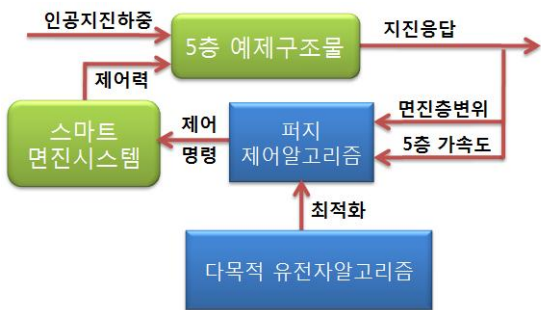 인공지진하중
5층 예제구조물
지진응답
제어력
스마트
면진시스템
제어
명령
퍼지
제어알고리즘
면진층변위
5층 가속도
최적화
다목적 유전자알고리즘